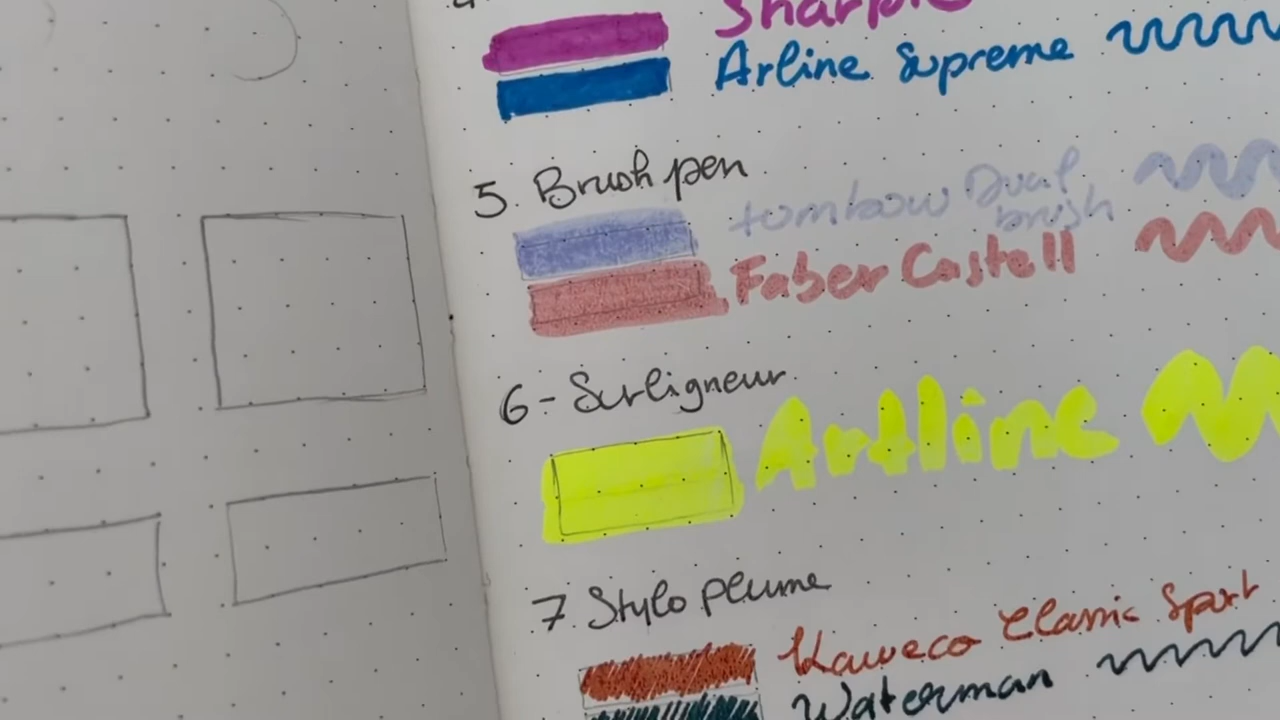 Sharpie
Arline Supreme
5. Brush pen
tombow Dual
brush
Faber Castell
6- Surligneur
Artline
7. Stylo plume
Kaweco Classic Sport
Waterman